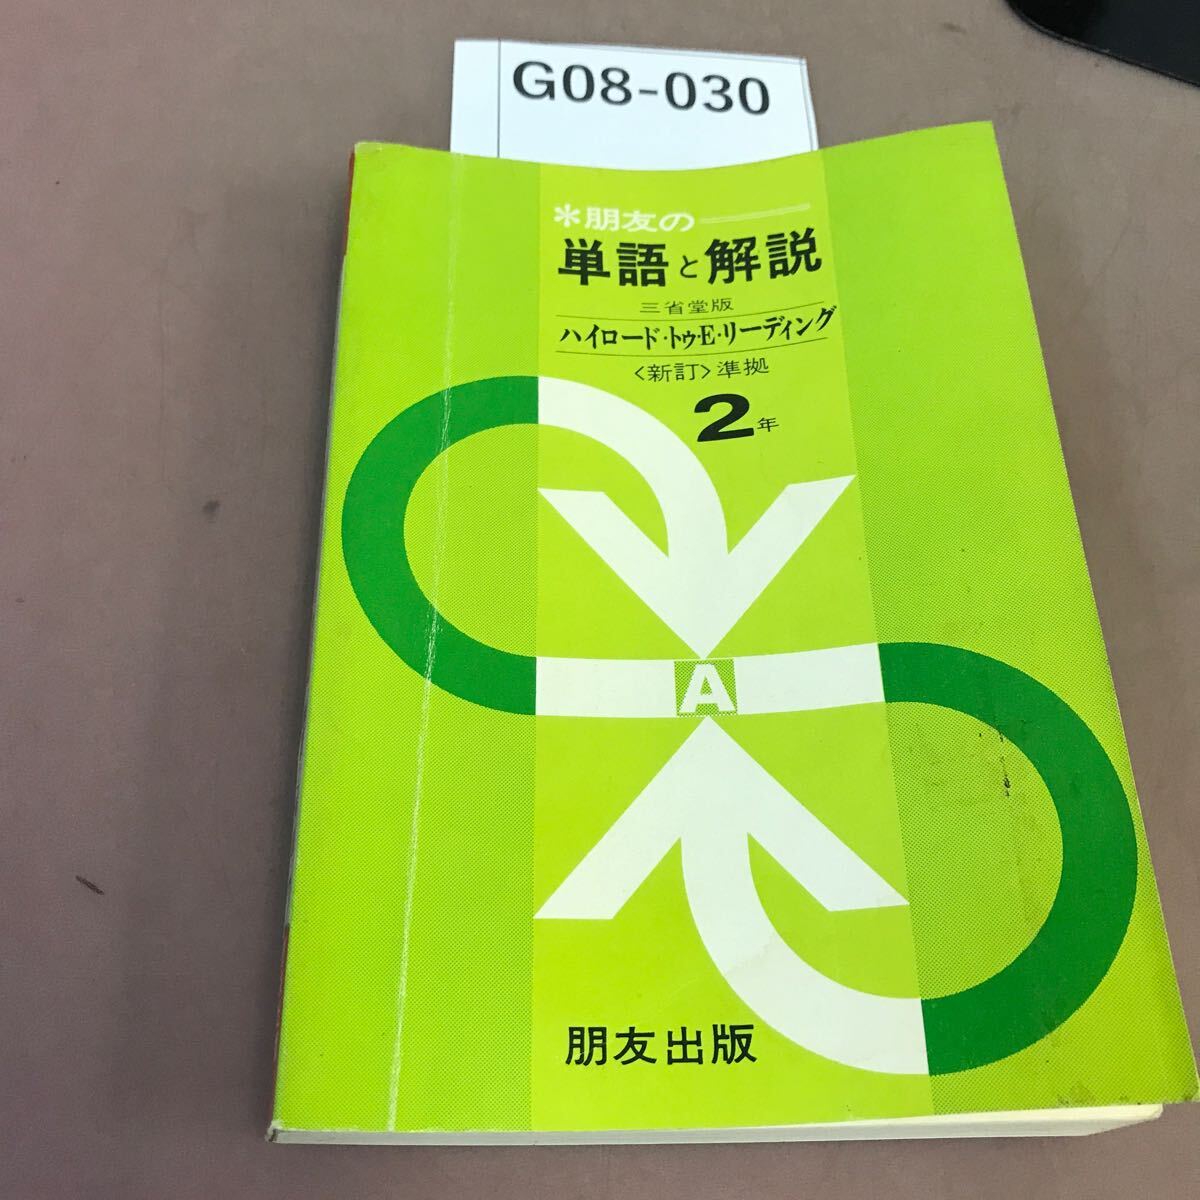 G08-030
*朋友の
単語と解説
三省堂版
ハイロード・トゥ・E・リーディング
<新訂>準拠
2年
A
朋友出版